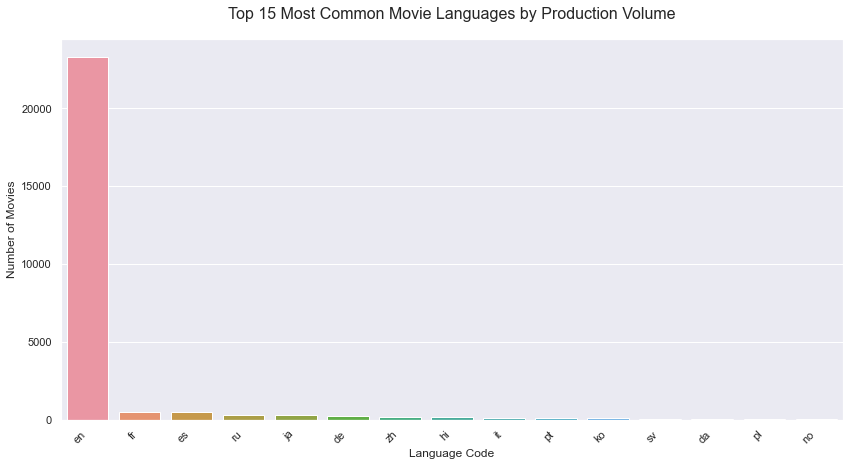 Top 15 Most Common Movie Languages by Production Volume
Number of Movies
20000
15000
10000
5000
0
en
fr
es
ru
ja
de
zh
hi
it
pt
ko
sv
da
pl
no
Language Code